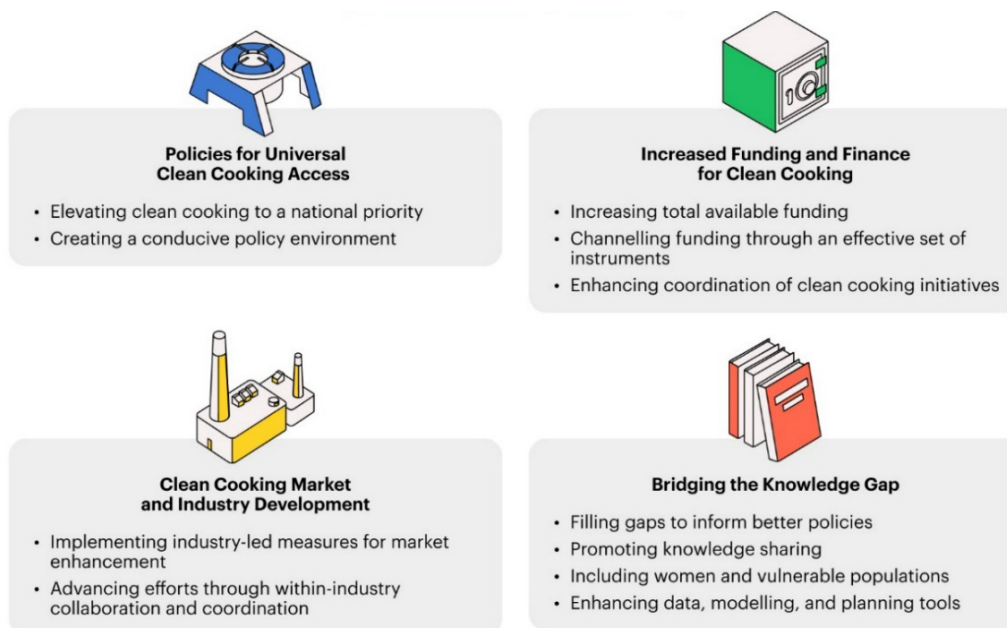 Policies for Universal
Clean Cooking Access
• Elevating clean cooking to a national priority
• Creating a conducive policy environment
Increased Funding and Finance
for Clean Cooking
• Increasing total available funding
• Channelling funding through an effective set of
instruments
• Enhancing coordination of clean cooking initiatives
Clean Cooking Market
and Industry Development
• Implementing industry-led measures for market
enhancement
• Advancing efforts through within-industry
collaboration and coordination
Bridging the Knowledge Gap
• Filling gaps to inform better policies
• Promoting knowledge sharing
• Including women and vulnerable populations
• Enhancing data, modelling, and planning tools